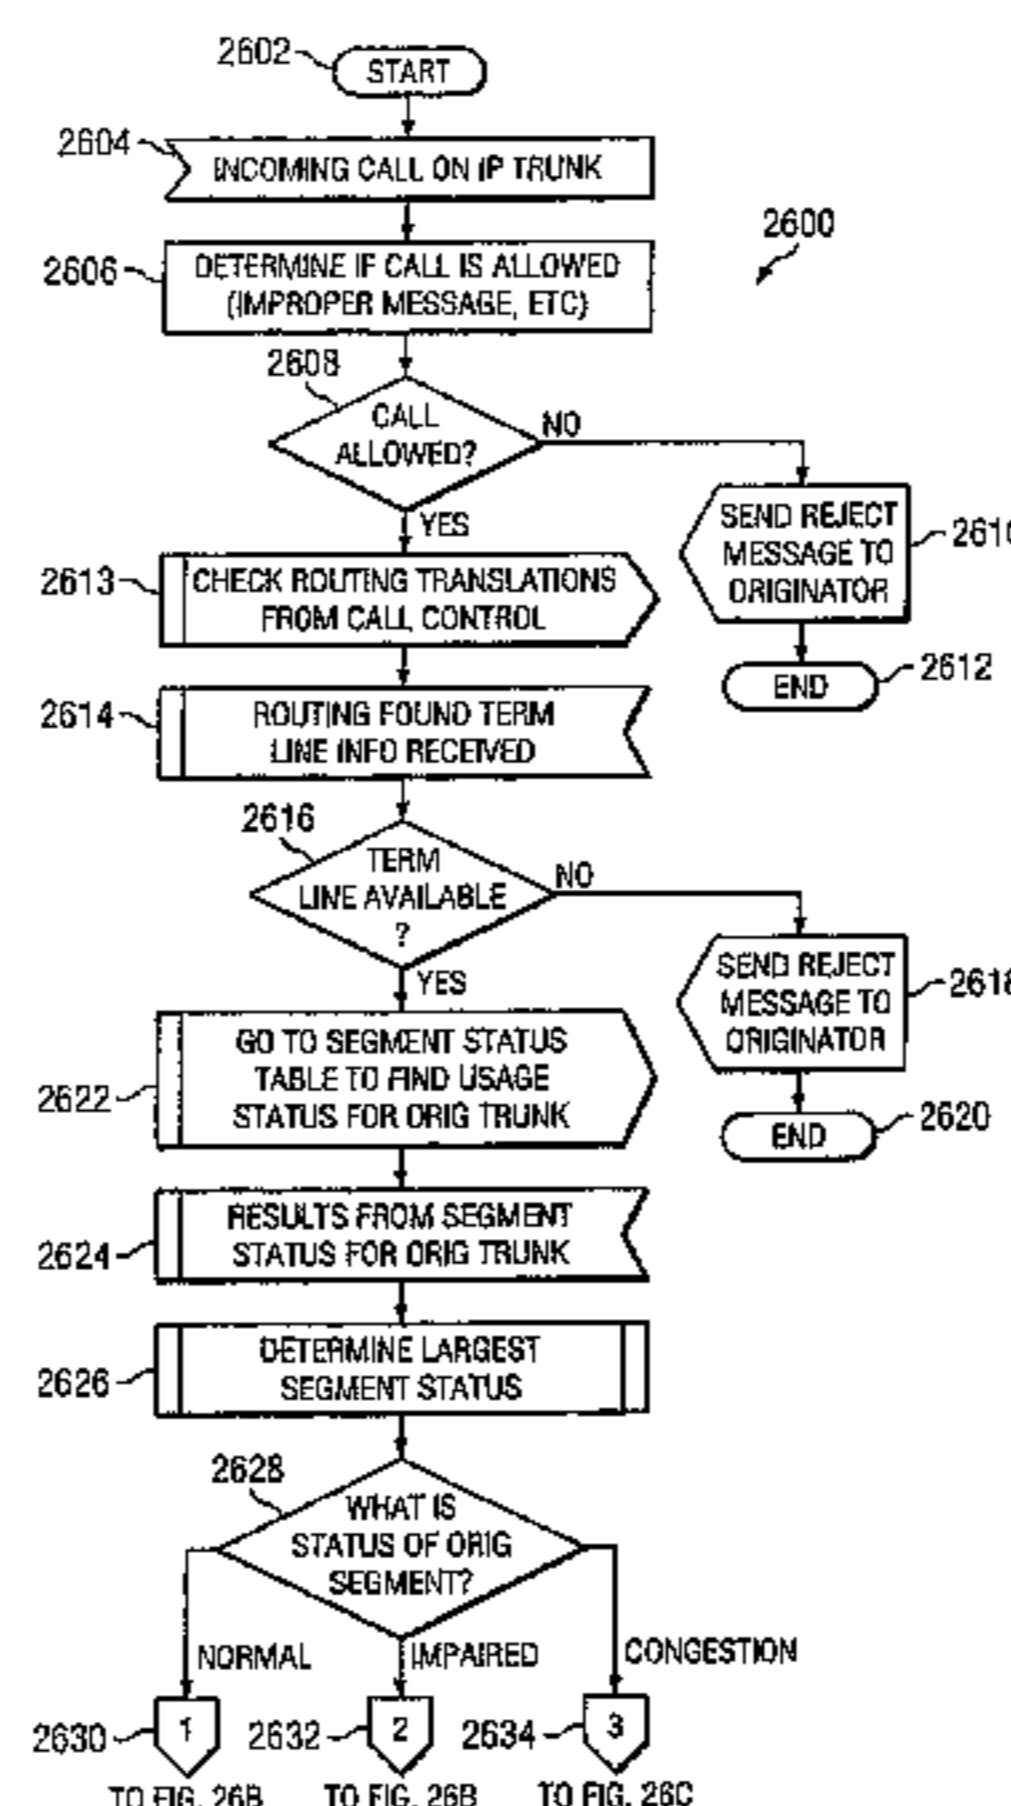 2602
START
2604
INCOMING CALL ON IP TRUNK
2600
2606
DETERMINE IF CALL IS ALLOWED
(IMPROPER MESSAGE, ETC)
2608
CALL
ALLOWED?
NO
YES
SEND REJECT
MESSAGE TO
ORIGINATOR
2610
2612
END
2613
CHECK ROUTING TRANSLATIONS
FROM CALL CONTROL
2614
ROUTING FOUND TERM
LINE INFO RECEIVED
2616
TERM
LINE AVAILABLE
?
NO
YES
SEND REJECT
MESSAGE TO
ORIGINATOR
2618
END
2620
2622
GO TO SEGMENT STATUS
TABLE TO FIND USAGE
STATUS FOR ORIG TRUNK
2624
RESULTS FROM SEGMENT
STATUS FOR ORIG TRUNK
2626
DETERMINE LARGEST
SEGMENT STATUS
2628
WHAT IS
STATUS OF ORIG
SEGMENT?
NORMAL
IMPAIRED
CONGESTION
2630
1
2632
2
2634
3
TO FIG. 26B
TO FIG. 26B
TO FIG. 26C